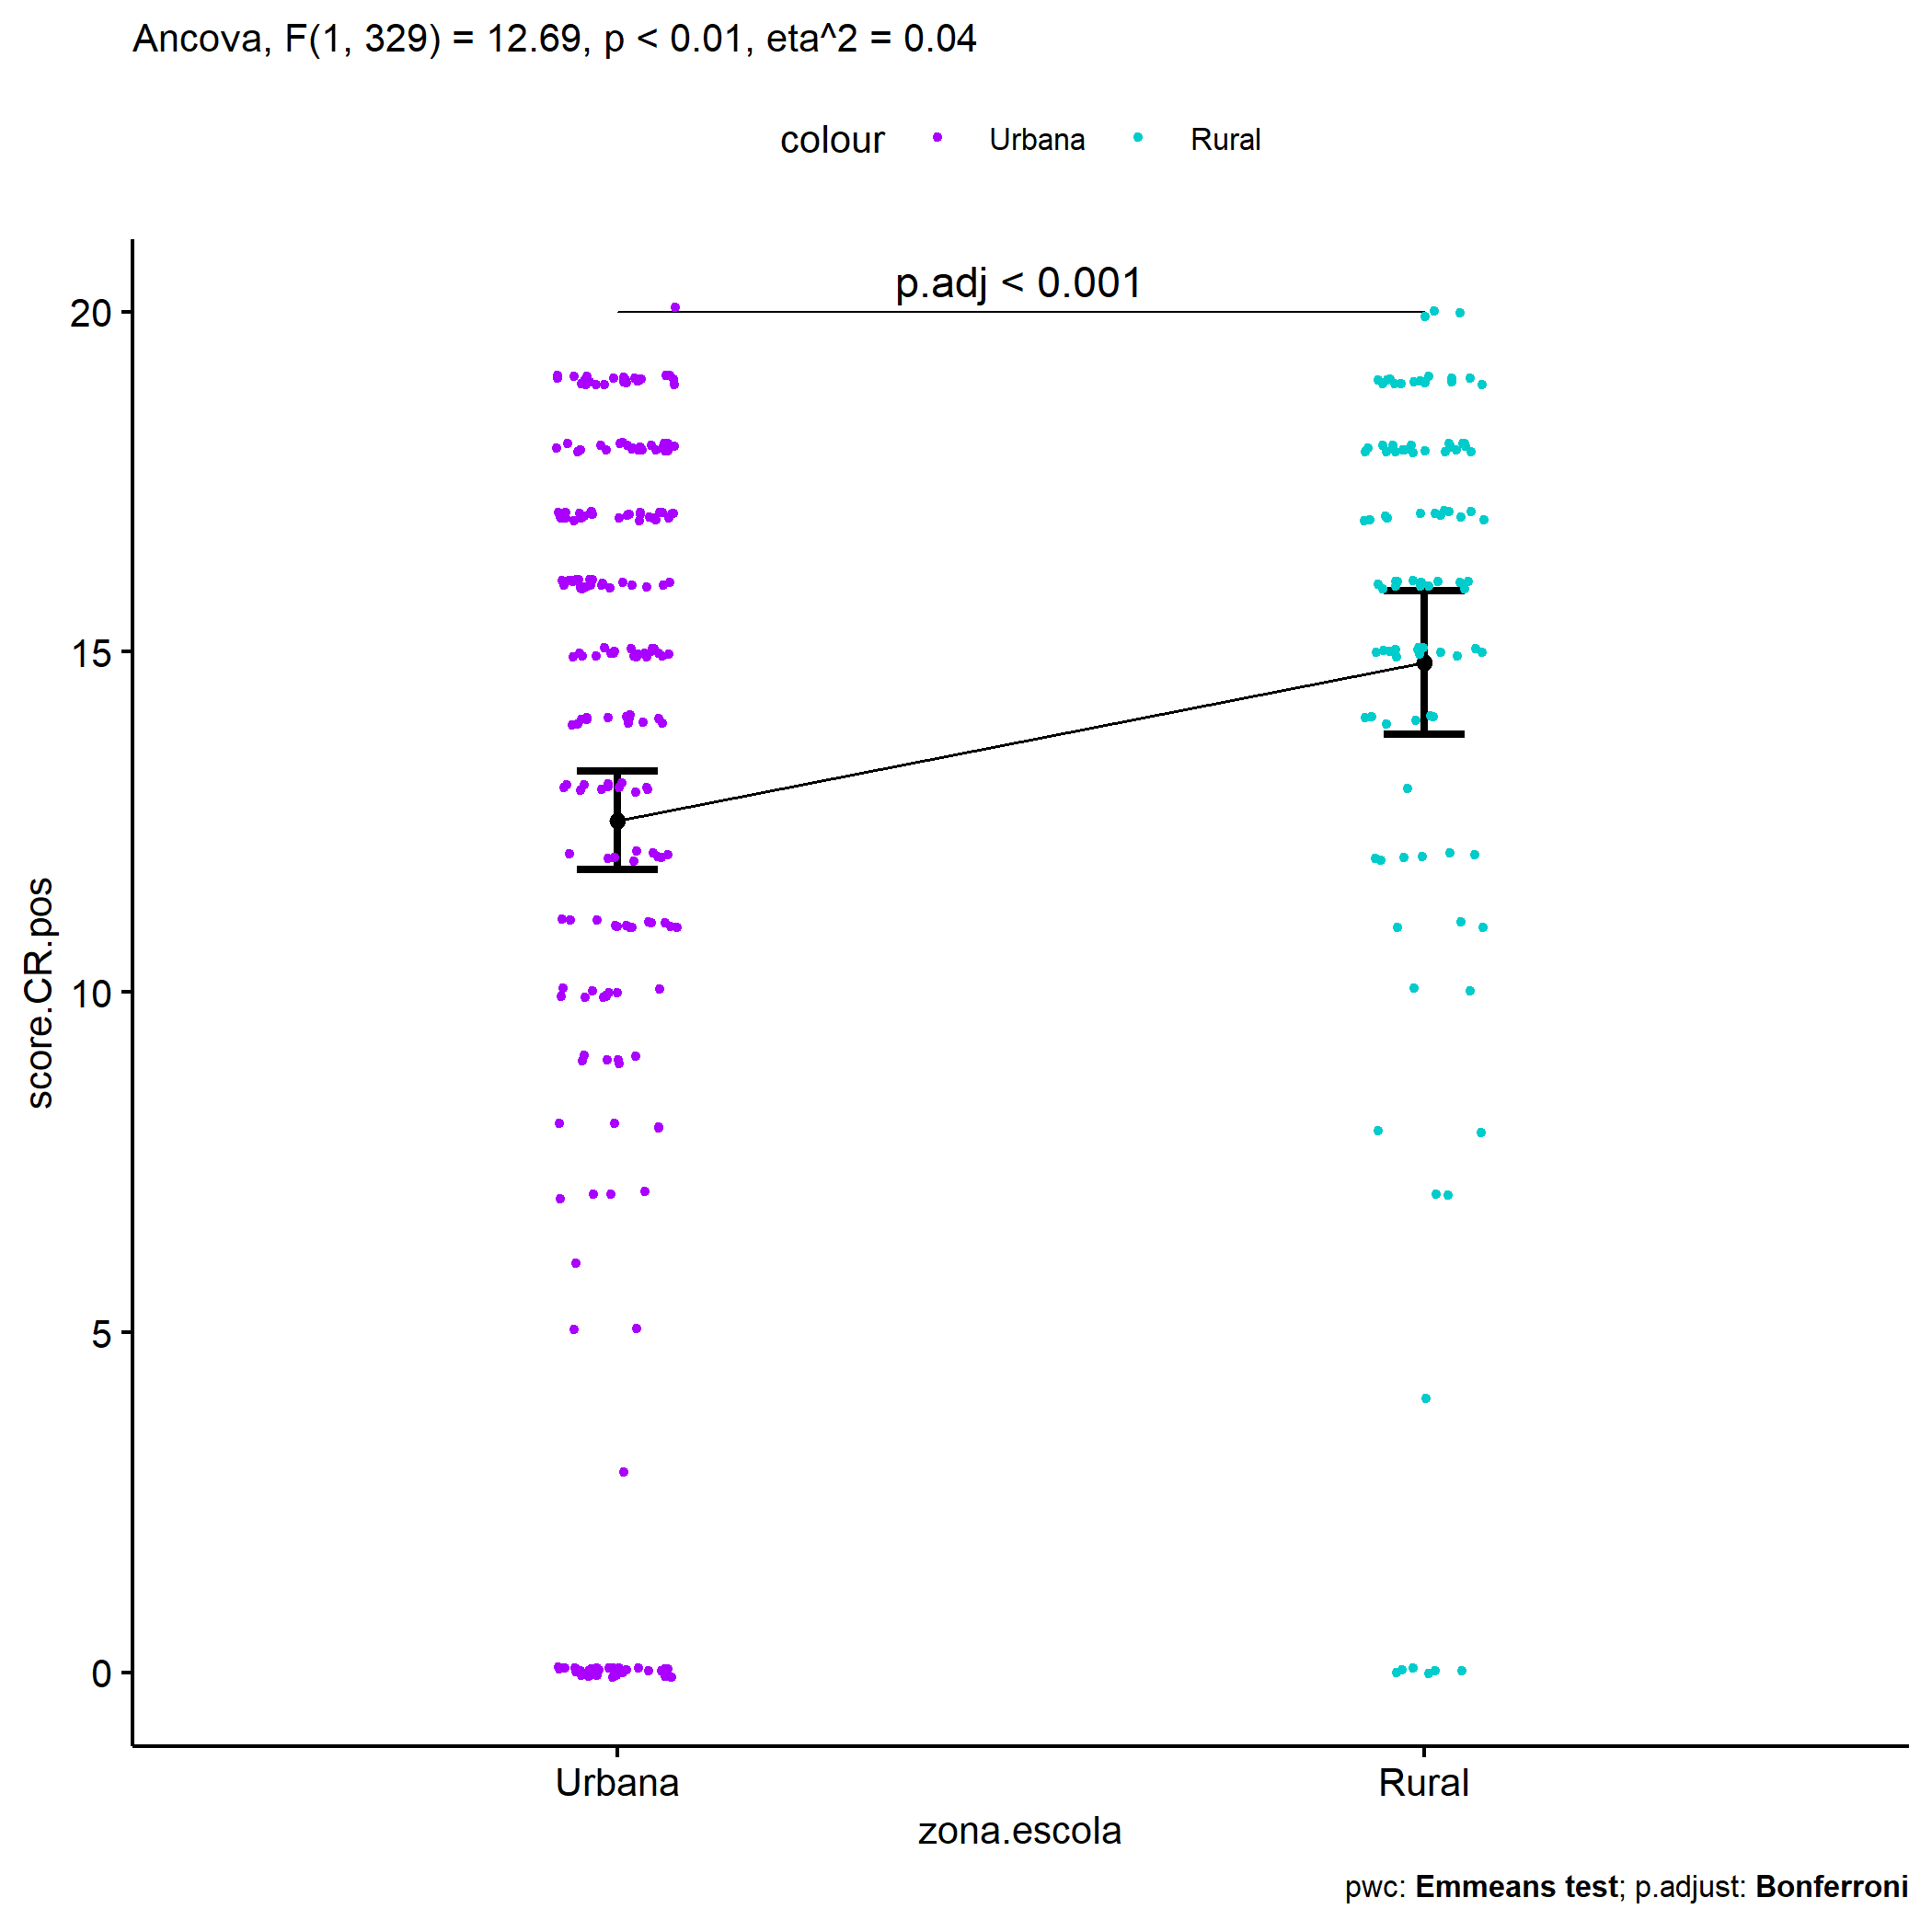 Ancova, F(1, 329) = 12.69, p < 0.01, eta^2 = 0.04
colour Urbana Rural
p.adj < 0.001
20
15
10
5
0
score.CR.pos
Urbana Rural
zona.escola
pwc: Emmeans test; p.adjust: Bonferroni